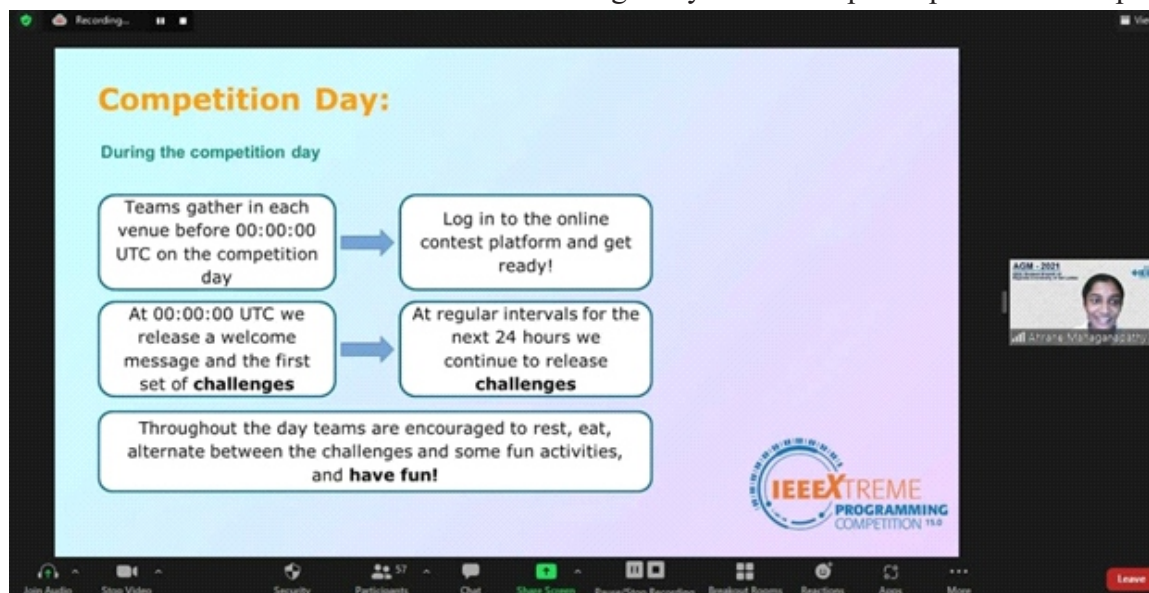 Recording...
Competition Day:
During the competition day
Teams gather in each
venue before 00:00:00
UTC on the competition
day
Log in to the online
contest platform and get
ready!
At 00:00:00 UTC we
release a welcome
message and the first
set of challenges
At regular intervals for the
next 24 hours we
continue to release
challenges
Throughout the day teams are encouraged to rest, eat,
alternate between the challenges and some fun activities,
and have fun!
IEEEXTREME
PROGRAMMING
COMPETITION 15.0
AGM - 2021
Ahrane Mahaganapathy
57
Join Audio
Stop Video
Security
Participants
Chat
Share Screen
Pause/Stop Recording
Breakout Rooms
Reactions
Apps
More
Leave